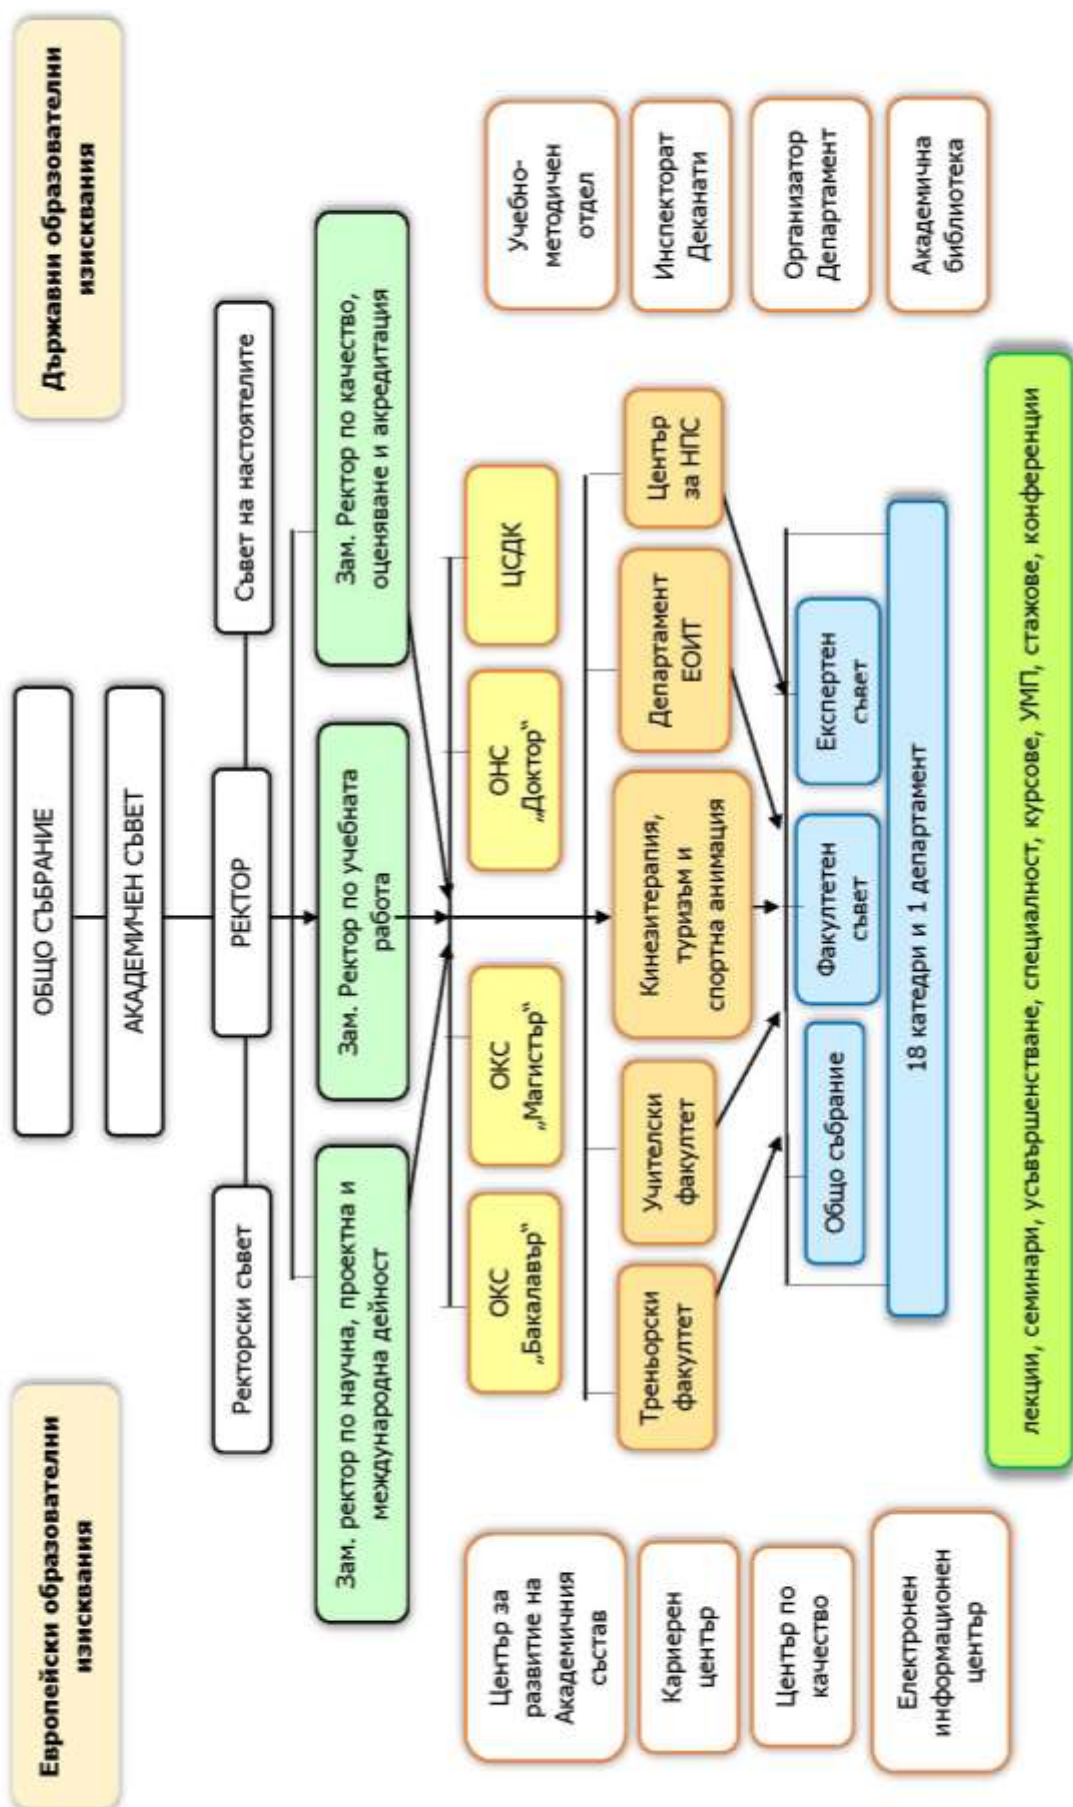 Европейски образователни
изисквания
Държавни образователни
изисквания
ОБЩО СЪБРАНИЕ
АКАДЕМИЧЕН СЪВЕТ
Ректорски съвет
РЕКТОР
Съвет на настоятелите
Зам. ректор по научна, проектна и
международна дейност
Зам. Ректор по учебната
работа
Зам. Ректор по качество,
оценяване и акредитация
Център за
развитие на
Академичния
състав
ОКС
„Бакалавър“
ОКС
„Магистър“
ОНС
„Доктор“
ЦСДК
Учебно-
методичен
отдел
Кариерен
център
Треньорски
факултет
Учителски
факултет
Кинезитерапия,
туризъм и
спортна анимация
Департамент
ЕОИТ
Център
за НПС
Инспекторат
Деканати
Център по
качество
Общо събрание
Факултетен
съвет
Експертен
съвет
Организатор
Департамент
Електронен
информационен
център
18 катедри и 1 департамент
Академична
библиотека
лекции, семинари, усъвършенстване, специалност, курсове, УМП, стажове, конференции